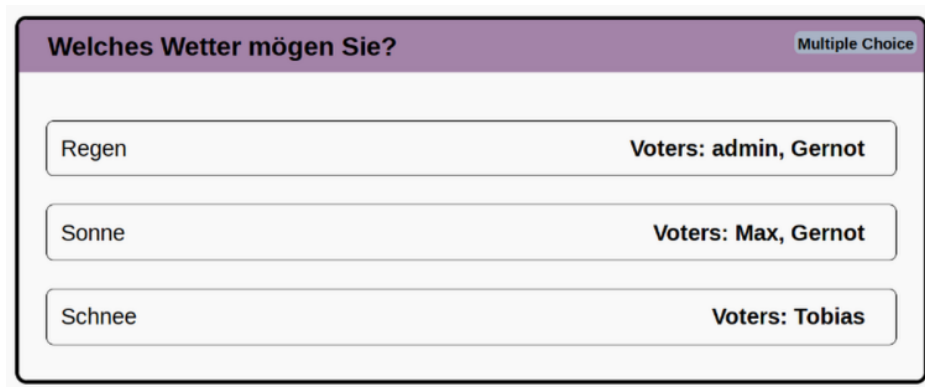 Welches Wetter mögen Sie?
Multiple Choice
Regen
Voters: admin, Gernot
Sonne
Voters: Max, Gernot
Schnee
Voters: Tobias